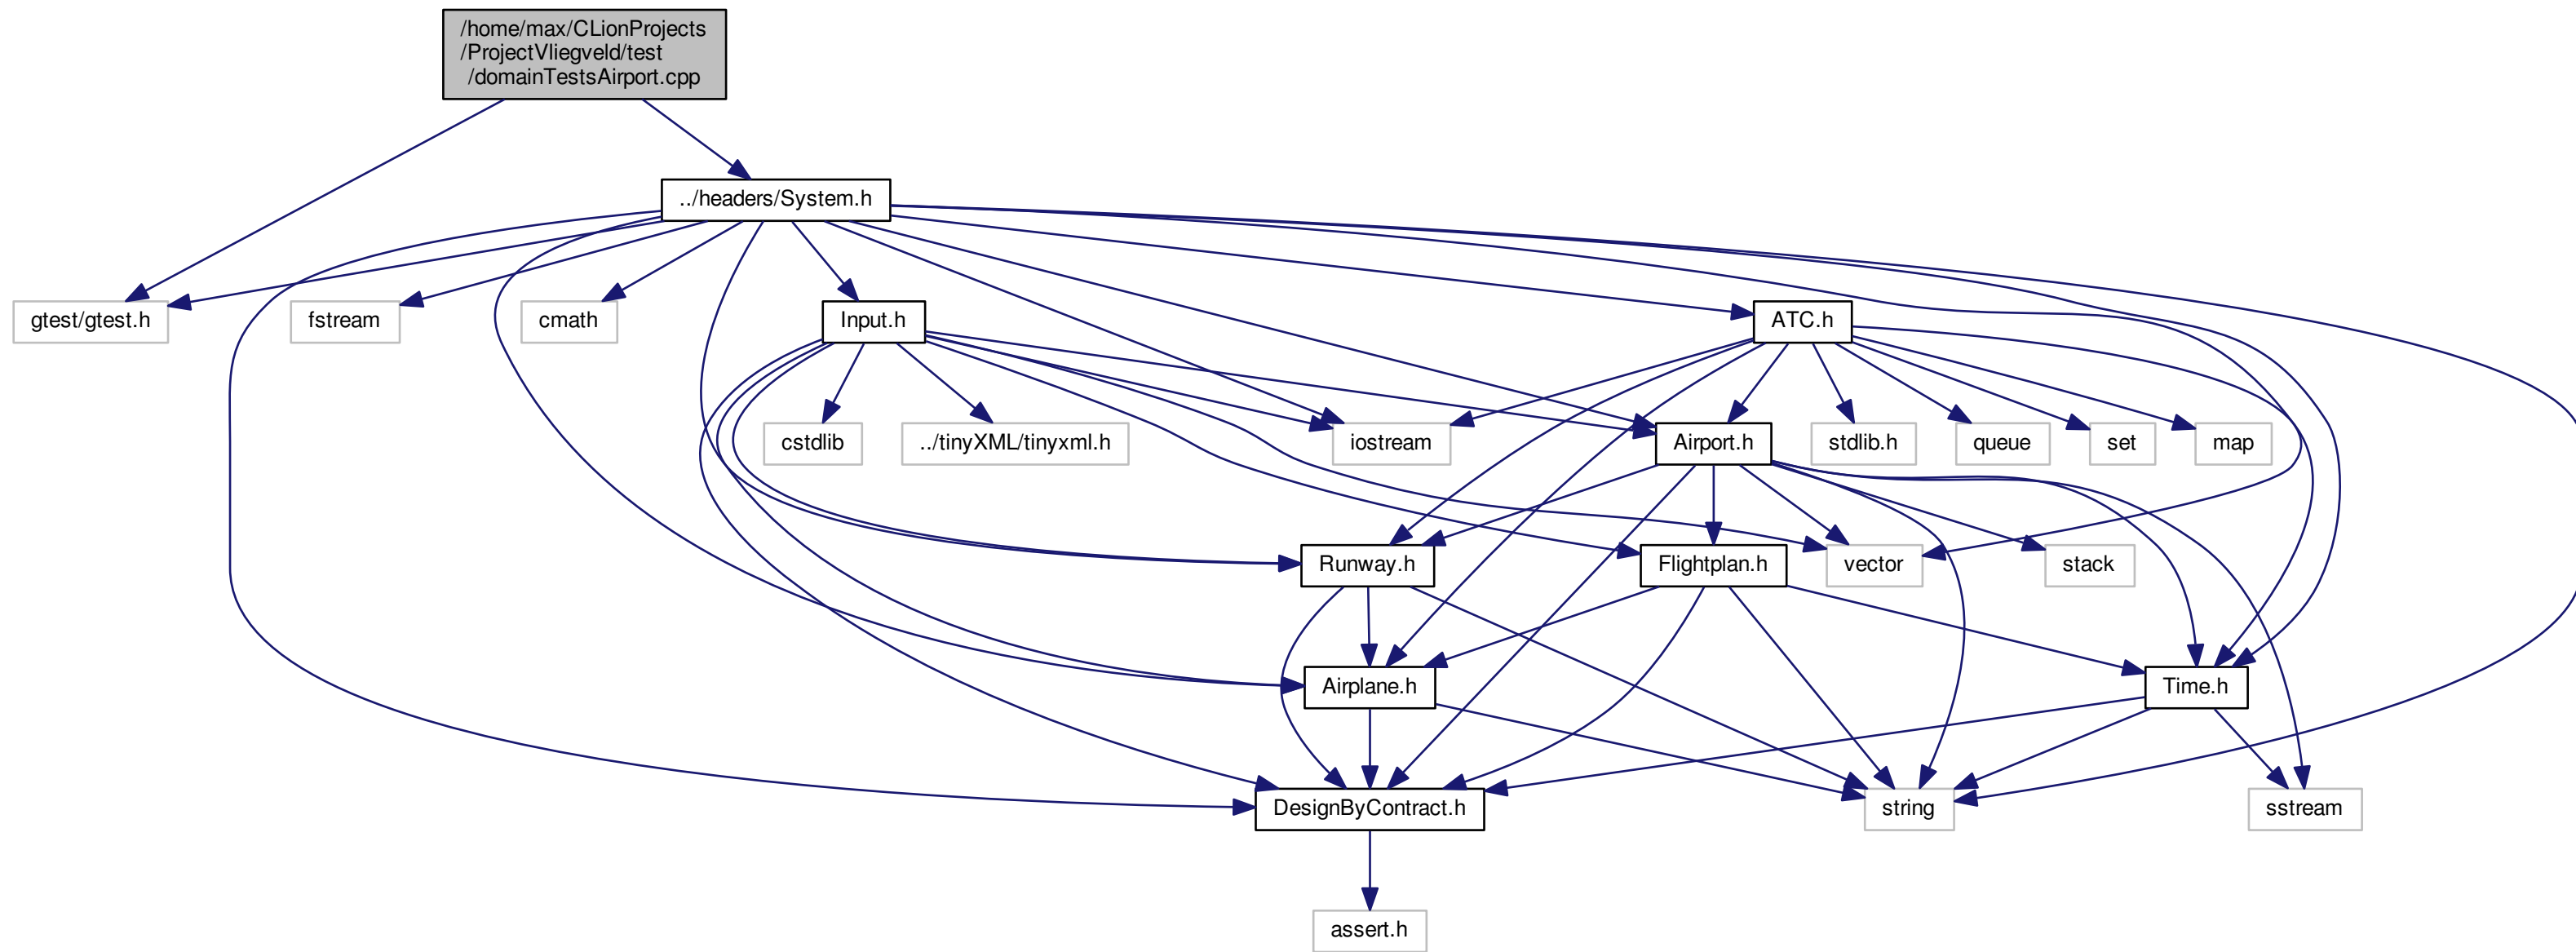 /home/max/CLionProjects
/ProjectVliegveld/test
/domainTestsAirport.cpp
../headers/System.h
gtest/gtest.h
fstream
cmath
Input.h
ATC.h
cstdlib
../tinyXML/tinyxml.h
iostream
Airport.h
stdlib.h
queue
set
map
Runway.h
Flightplan.h
vector
stack
Airplane.h
Time.h
DesignByContract.h
string
sstream
assert.h